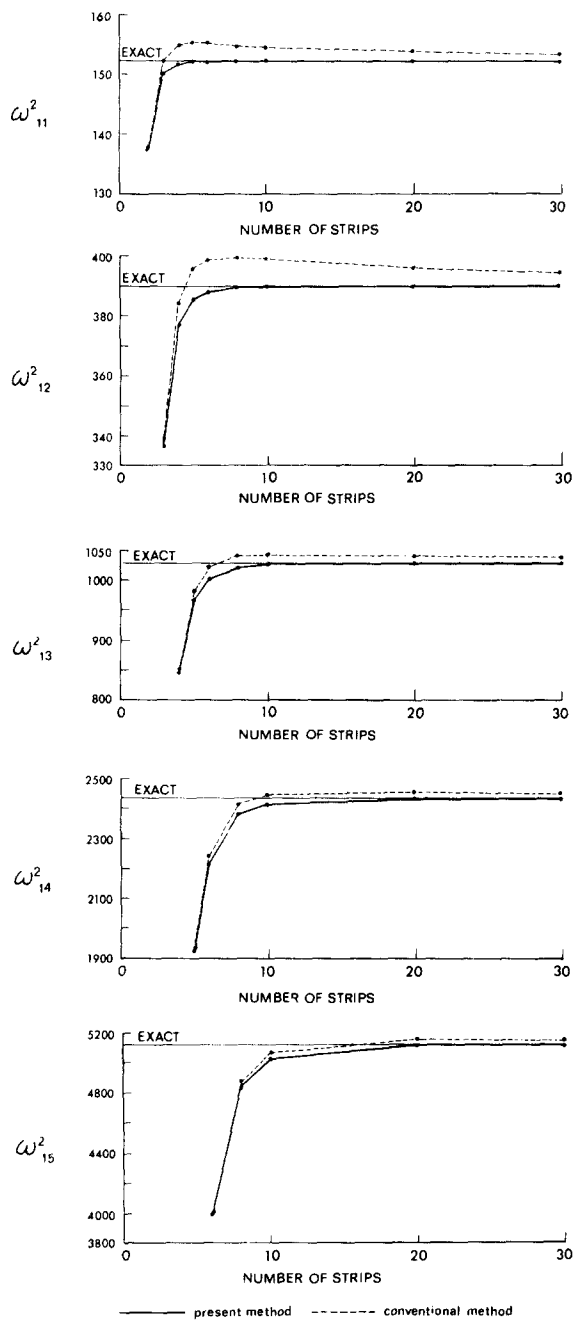 160
EXACT
150
140
130
ω²₁₁
0 10 20 30
NUMBER OF STRIPS
400
EXACT
380
360
340
330
ω²₁₂
0 10 20 30
NUMBER OF STRIPS
1050
EXACT
1000
900
800
ω²₁₃
0 10 20 30
NUMBER OF STRIPS
2500
EXACT
2300
2100
1900
ω²₁₄
0 10 20 30
NUMBER OF STRIPS
5200
EXACT
4800
4400
4000
3800
ω²₁₅
0 10 20 30
NUMBER OF STRIPS
present method conventional method